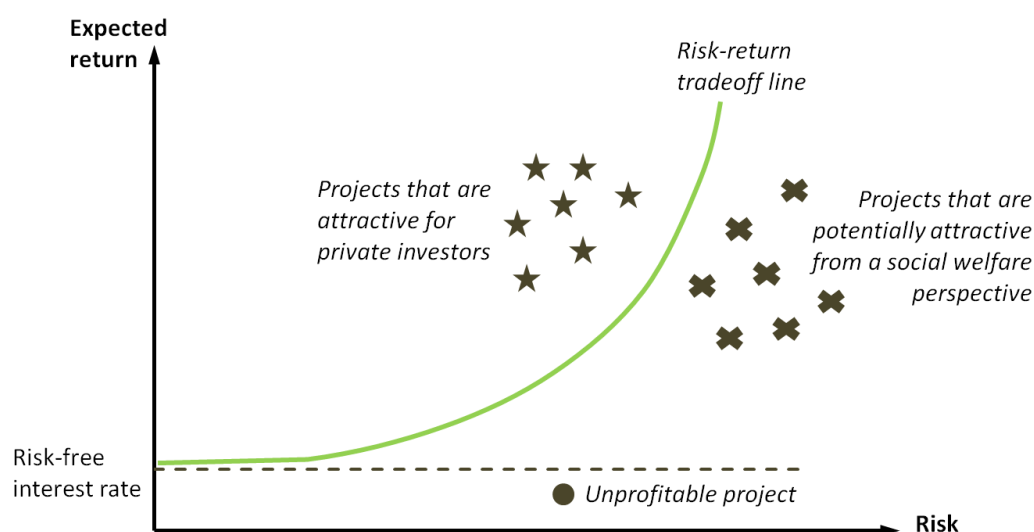 Expected
return
Risk-return
tradeoff line
Projects that are
attractive for
private investors
Projects that are
potentially attractive
from a social welfare
perspective
Risk-free
interest rate
Unprofitable project
Risk